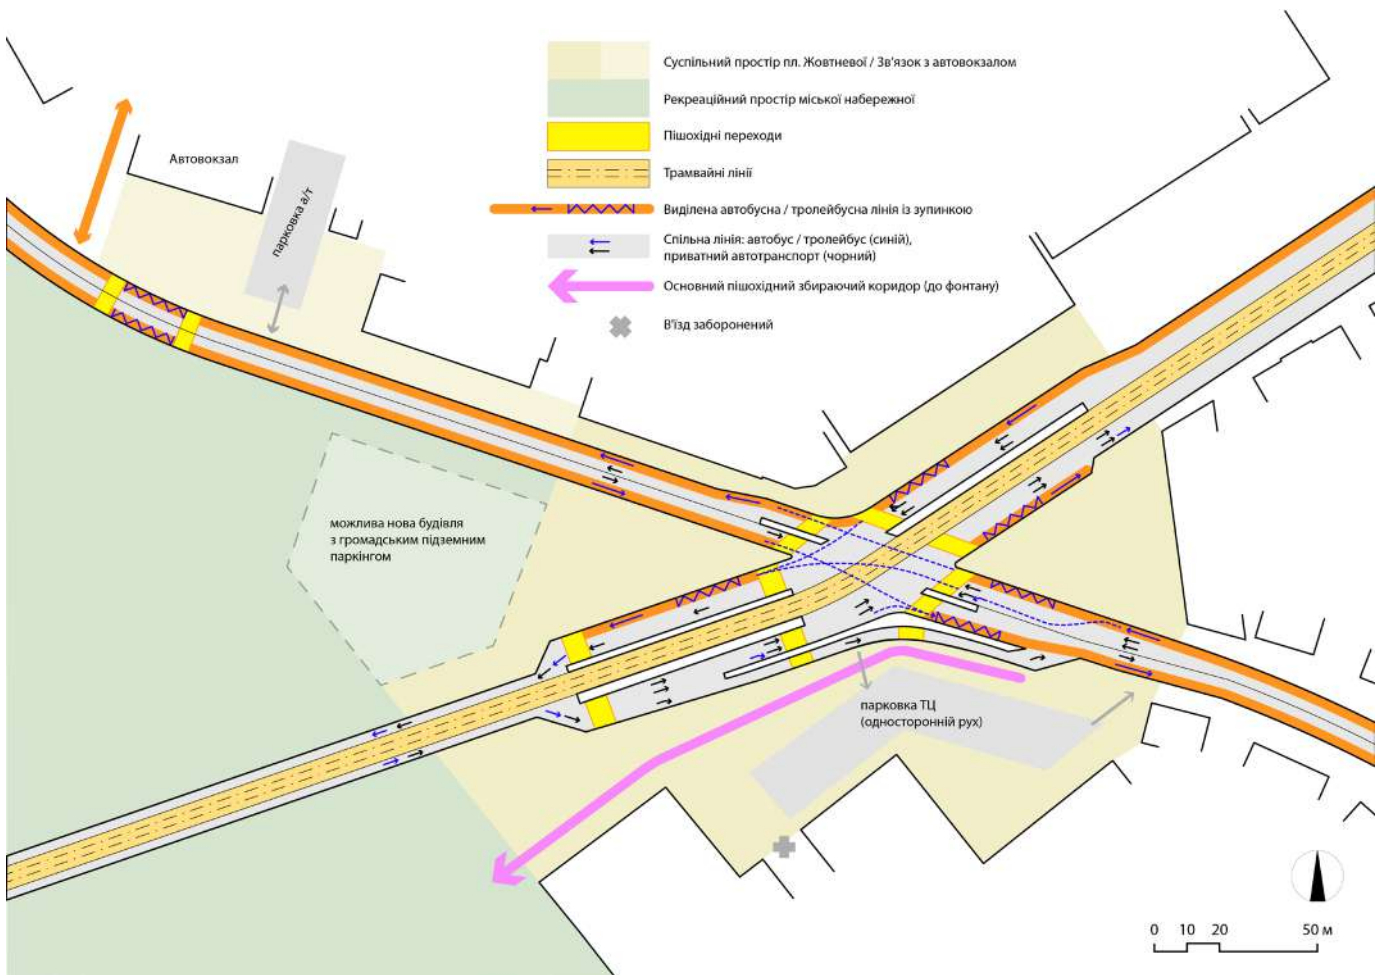 Суспільний простір пл. Жовтневої / Зв'язок з автовокзалом
Рекреаційний простір міської набережної
Пішохідні переходи
Трамвайні лінії
Виділена автобусна / тролейбусна лінія із зупинкою
Спільна лінія: автобус / тролейбус (синій),
приватний автотранспорт (чорний)
Основний пішохідний збираючий коридор (до фонтану)
В'їзд заборонений
Автовокзал
парковка а/т
можлива нова будівля
з громадським підземним
паркінгом
парковка ТЦ
(односторонній рух)
0 10 20 50 м